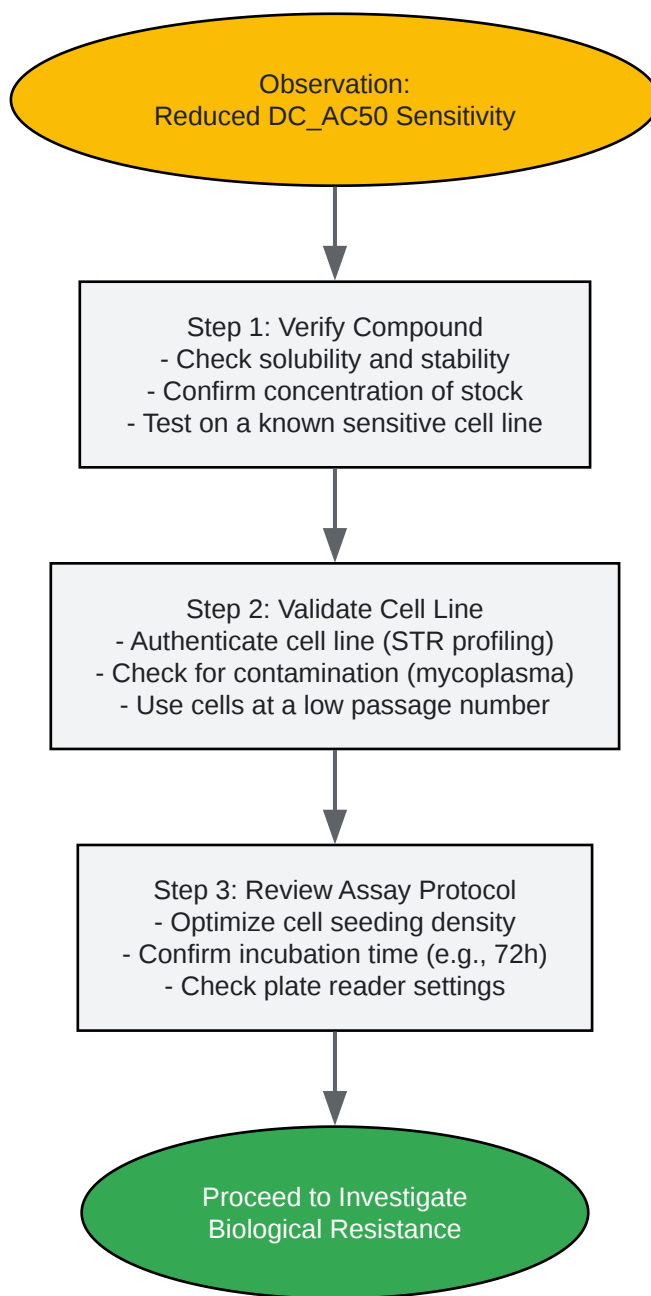 Observation:
Reduced DC_AC50 Sensitivity
Step 1: Verify Compound
- Check solubility and stability
- Confirm concentration of stock
- Test on a known sensitive cell line
Step 2: Validate Cell Line
- Authenticate cell line (STR profiling)
- Check for contamination (mycoplasma)
- Use cells at a low passage number
Step 3: Review Assay Protocol
- Optimize cell seeding density
- Confirm incubation time (e.g., 72h)
- Check plate reader settings
Proceed to Investigate
Biological Resistance